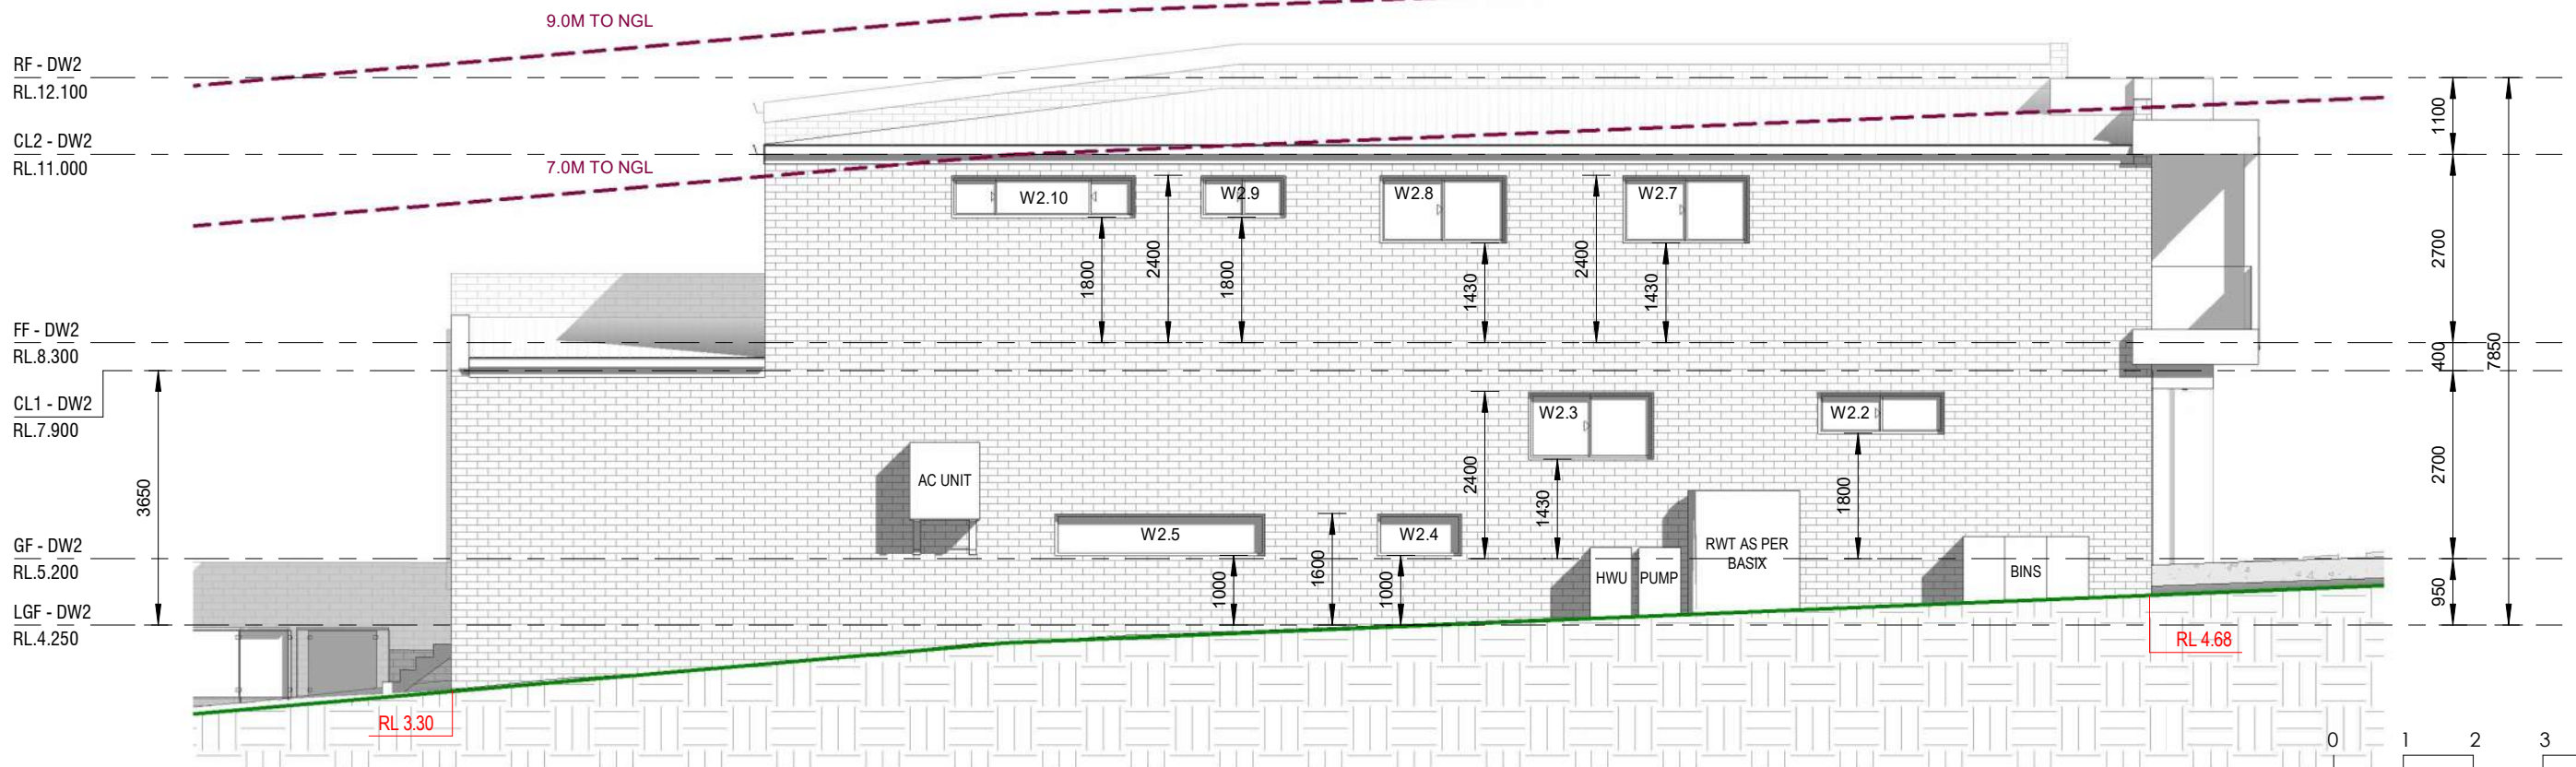 9.0M TO NGL
RF - DW2
RL.12.100
CL2 - DW2
RL.11.000
7.0M TO NGL
FF - DW2
RL.8.300
CL1 - DW2
RL.7.900
GF - DW2
RL.5.200
LGF - DW2
RL.4.250
3650
W2.10
W2.9
W2.8
W2.7
1800
2400
1800
1430
2400
1430
W2.3
W2.2
2400
1430
1800
AC UNIT
W2.5
W2.4
1000
1600
1000
HWU
PUMP
RWT AS PER
BASIX
BINS
1100
2700
400
7850
2700
950
RL 3.30
RL 4.68
0 1 2 3